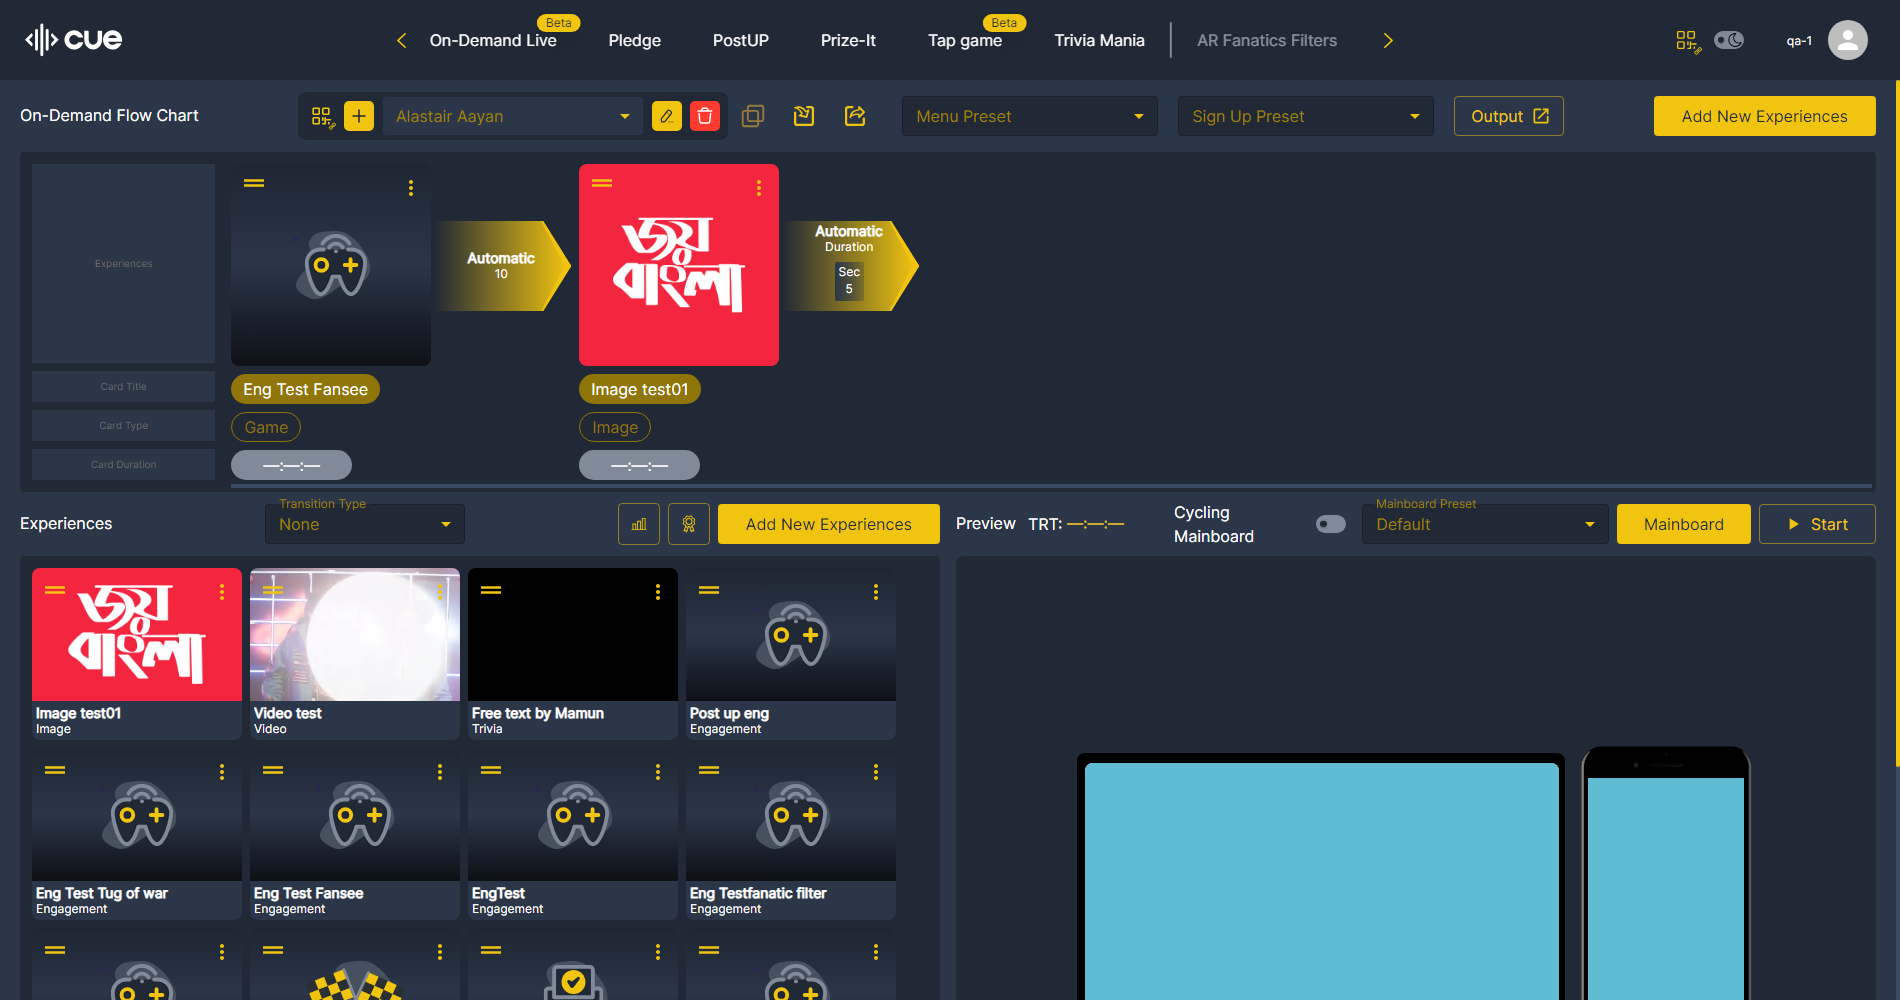 cue
On-Demand Live
Beta
Pledge
PostUP
Prize-It
Tap game
Beta
Trivia Mania
AR Fanatics Filters
qa-1
On-Demand Flow Chart
Alastair Aayan
Menu Preset
Sign Up Preset
Output
Add New Experiences
Experiences
Card Title
Card Type
Card Duration
Automatic
10
জয়
বাংলা
Automatic
Duration
Sec
5
Eng Test Fansee
Image test01
Game
Image
—:—:—
—:—:—
Experiences
Transition Type
None
Add New Experiences
Preview
TRT: —:—:—
Cycling
Mainboard
Mainboard Preset
Default
Mainboard
Start
জয়
বাংলা
Image test01
Image
Video test
Video
Free text by Mamun
Trivia
Post up eng
Engagement
Eng Test Tug of war
Engagement
Eng Test Fansee
Engagement
EngTest
Engagement
Eng Testfanatic filter
Engagement